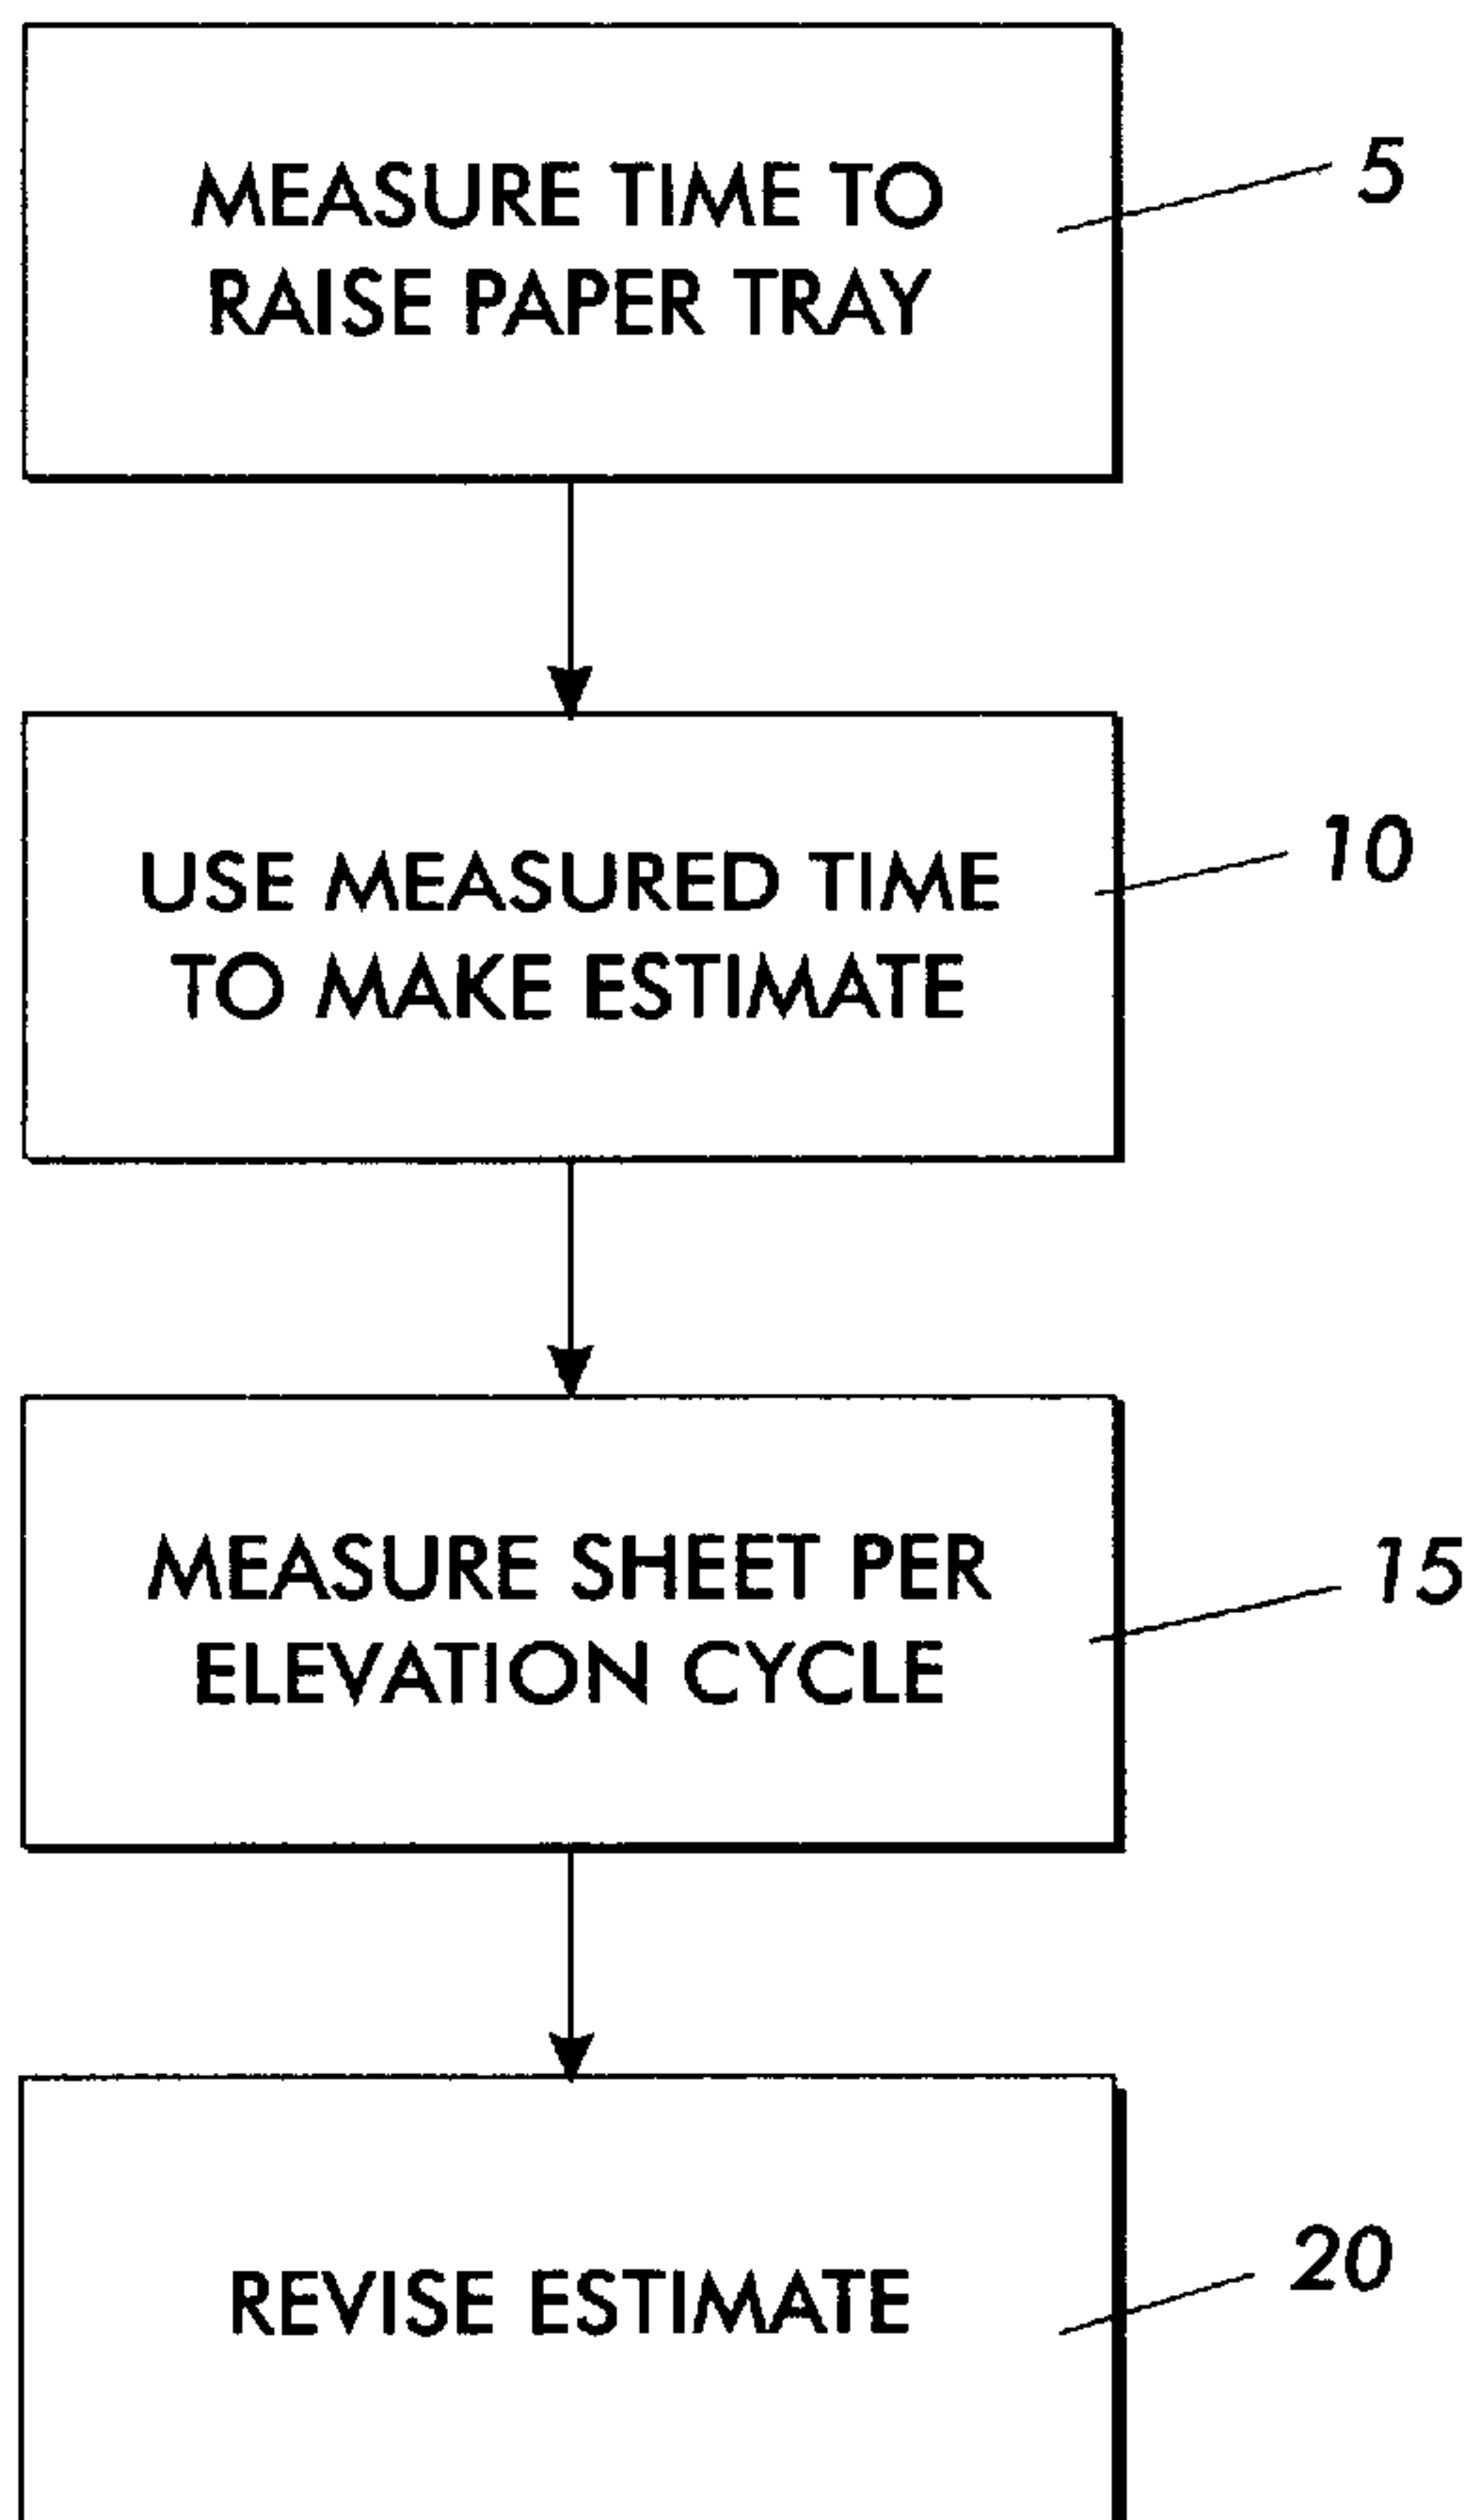 MEASURE TIME TO
RAISE PAPER TRAY
5
USE MEASURED TIME
TO MAKE ESTIMATE
10
MEASURE SHEET PER
ELEVATION CYCLE
15
REVISE ESTIMATE
20